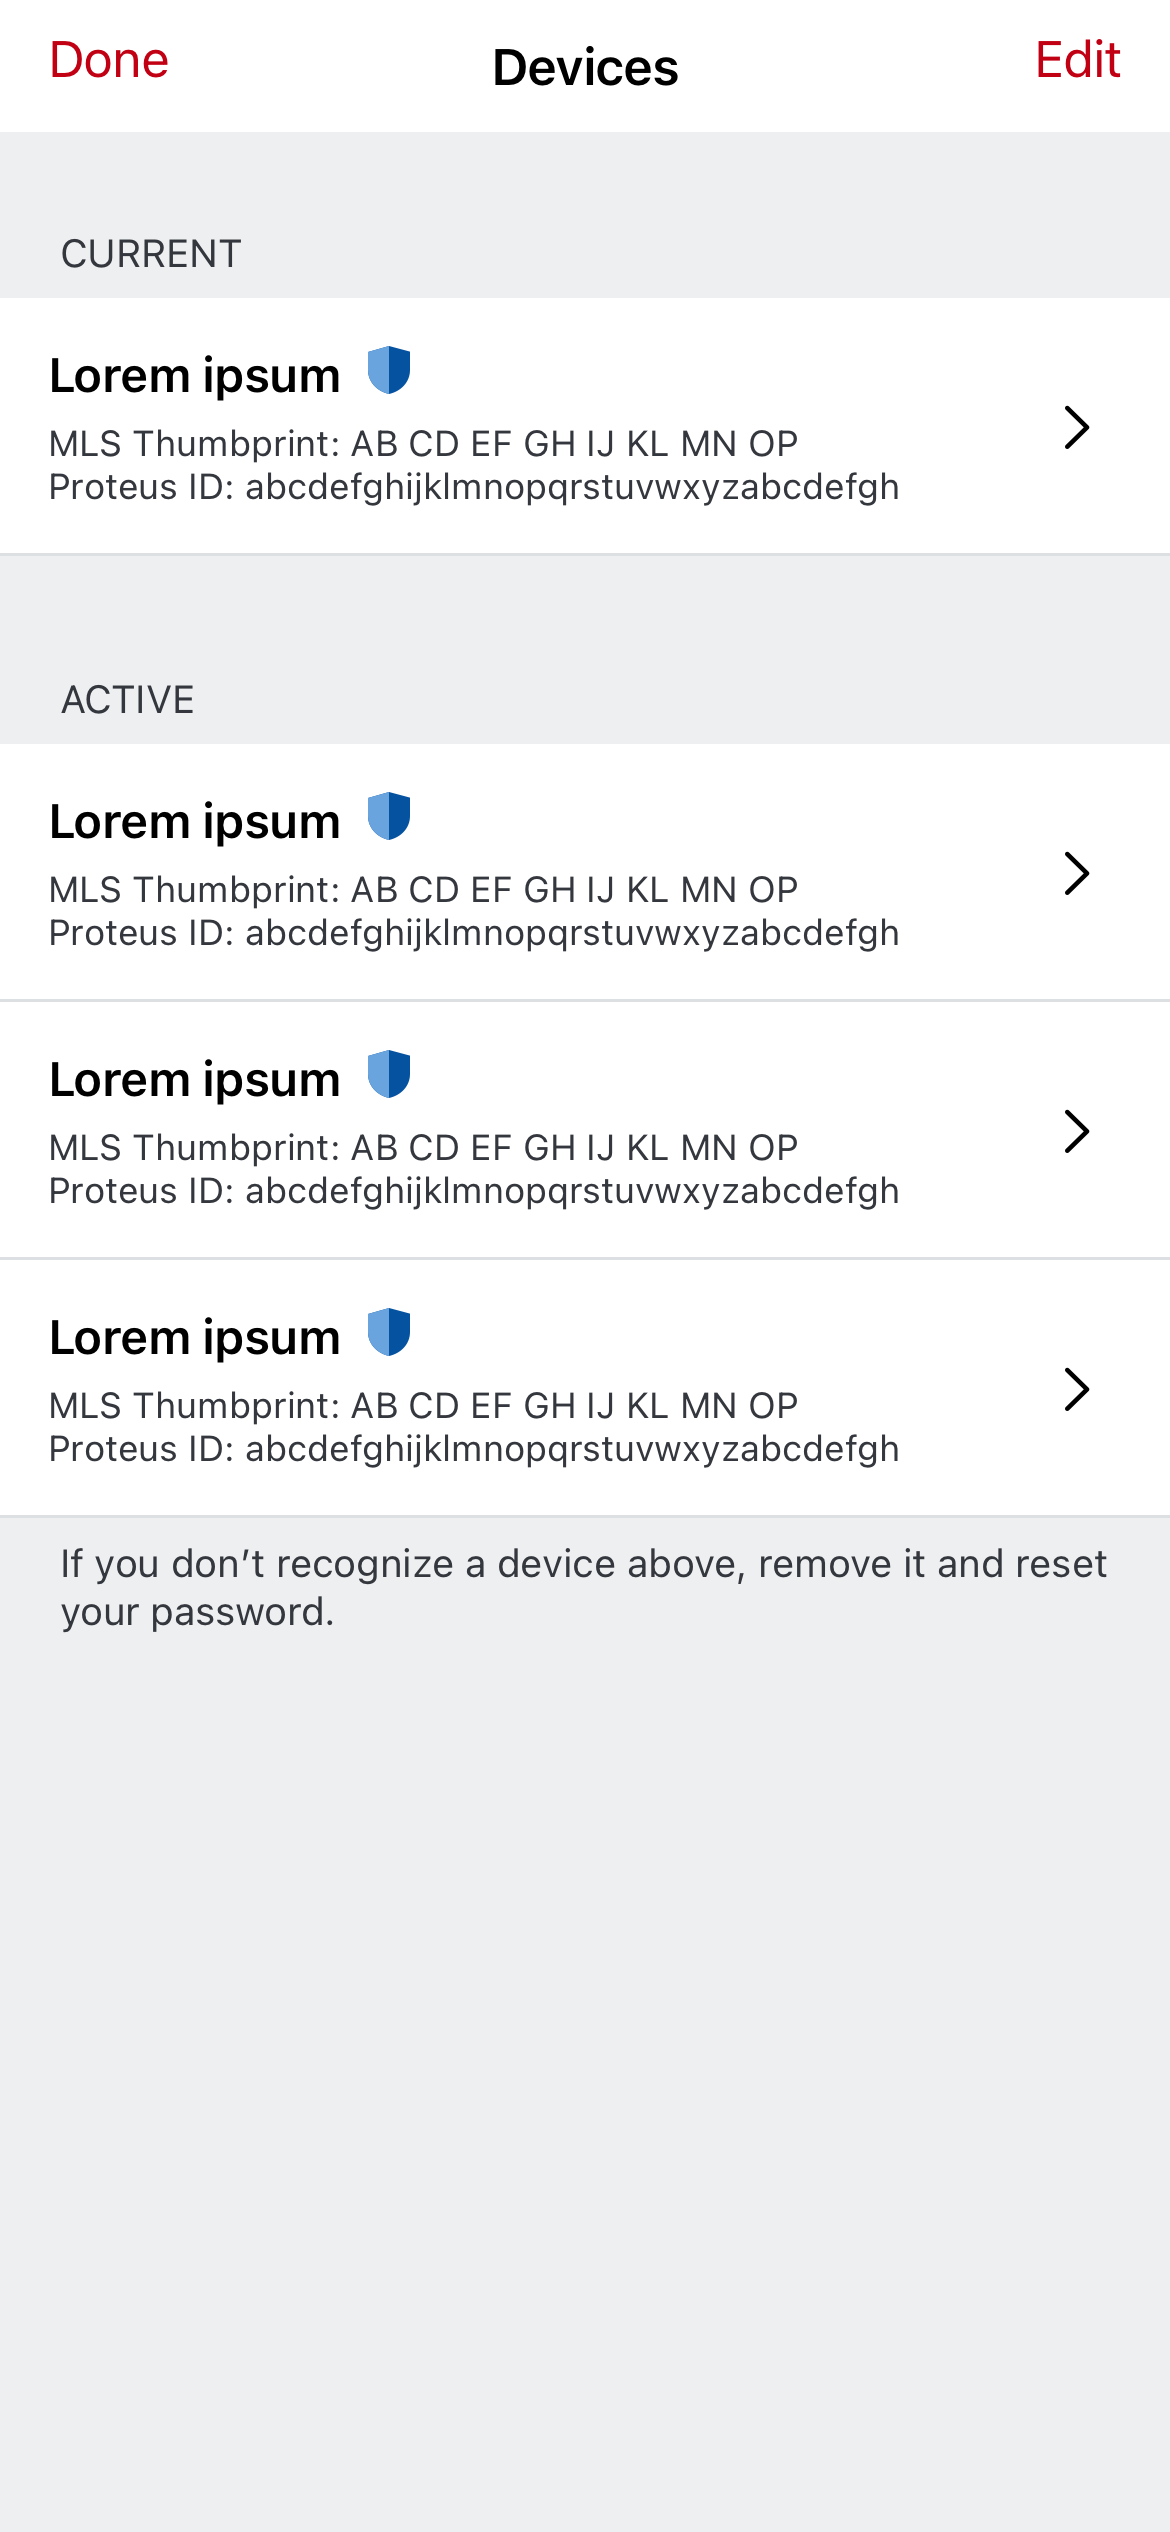 Done
Devices
Edit
CURRENT
Lorem ipsum
MLS Thumbprint: AB CD EF GH IJ KL MN OP
Proteus ID: abcdefghijklmnopqrstuvwxyzabcdefgh
ACTIVE
Lorem ipsum
MLS Thumbprint: AB CD EF GH IJ KL MN OP
Proteus ID: abcdefghijklmnopqrstuvwxyzabcdefgh
Lorem ipsum
MLS Thumbprint: AB CD EF GH IJ KL MN OP
Proteus ID: abcdefghijklmnopqrstuvwxyzabcdefgh
Lorem ipsum
MLS Thumbprint: AB CD EF GH IJ KL MN OP
Proteus ID: abcdefghijklmnopqrstuvwxyzabcdefgh
If you don’t recognize a device above, remove it and reset
your password.